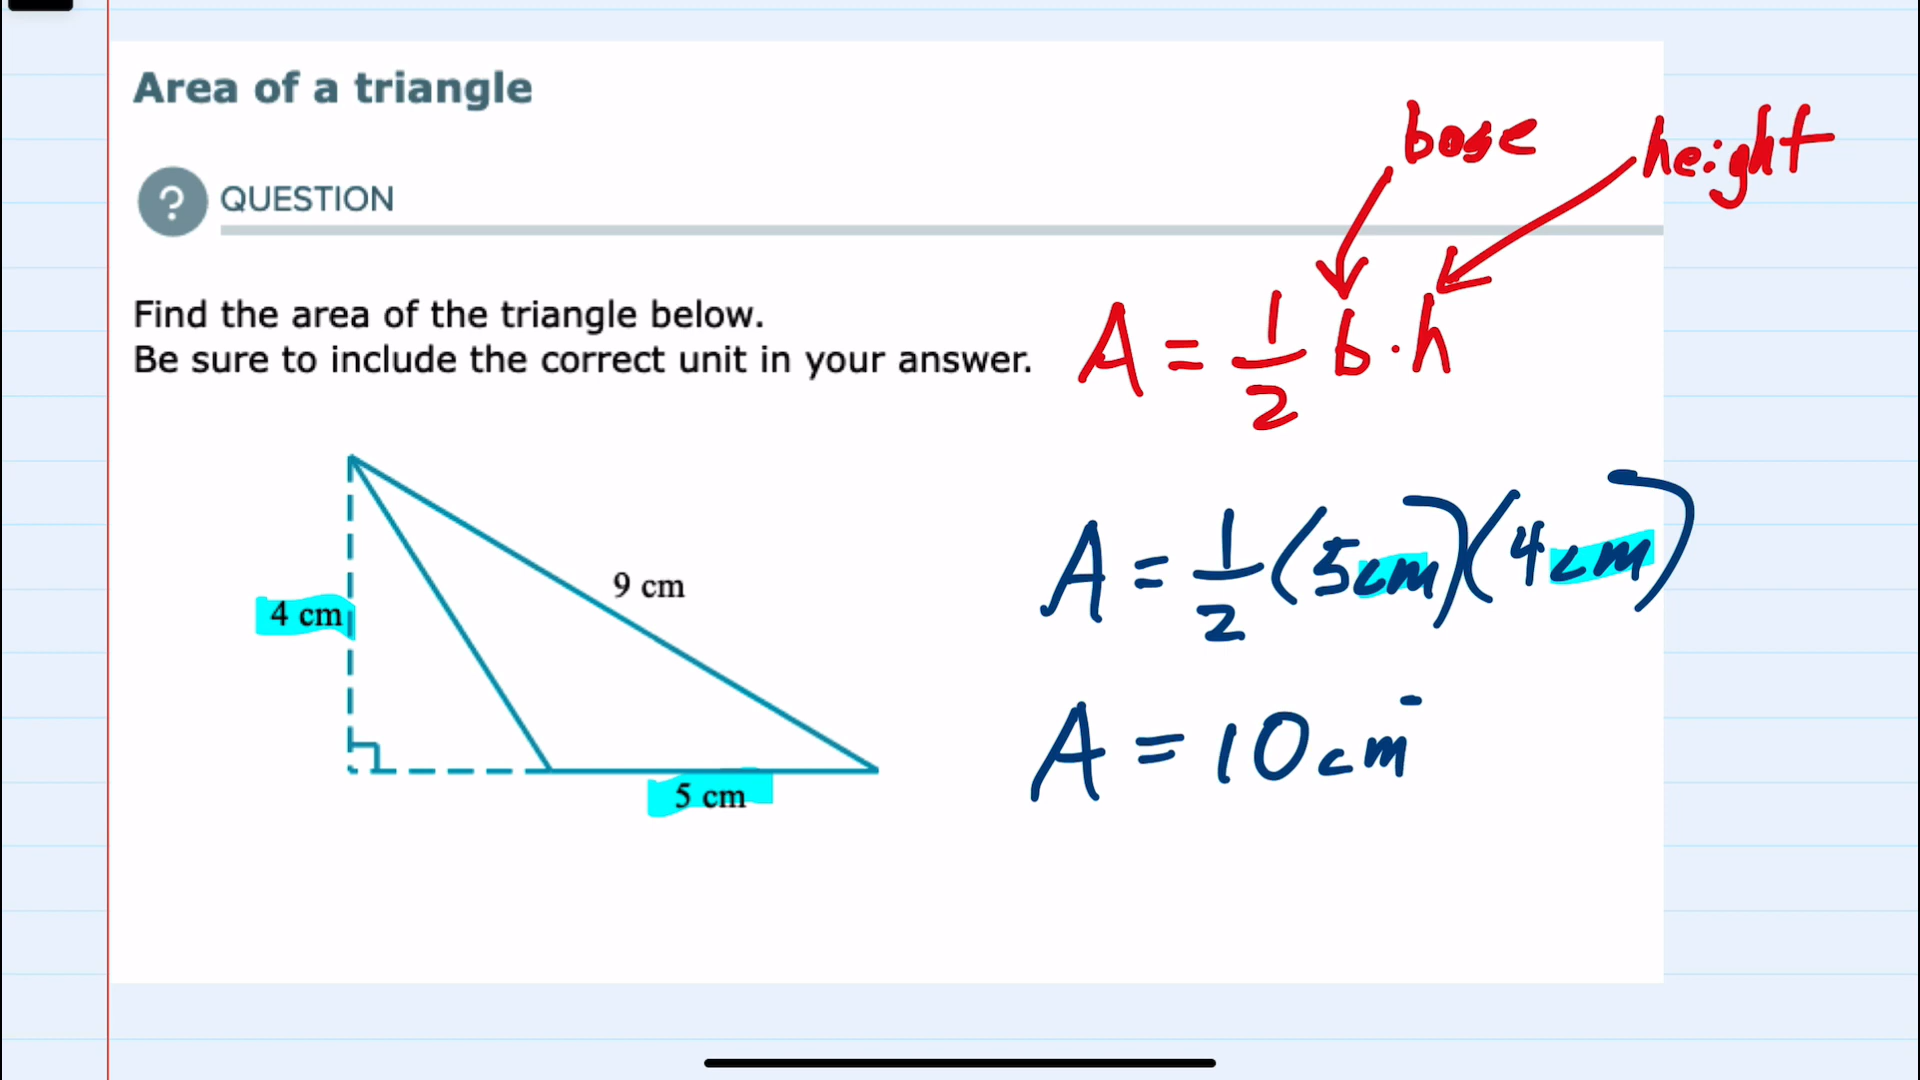 Area of a triangle
base
height
? QUESTION
Find the area of the triangle below.
Be sure to include the correct unit in your answer.
A = 1/2 b · h
9 cm
4 cm
5 cm
A = 1/2 (5cm)(4cm)
A = 10cm